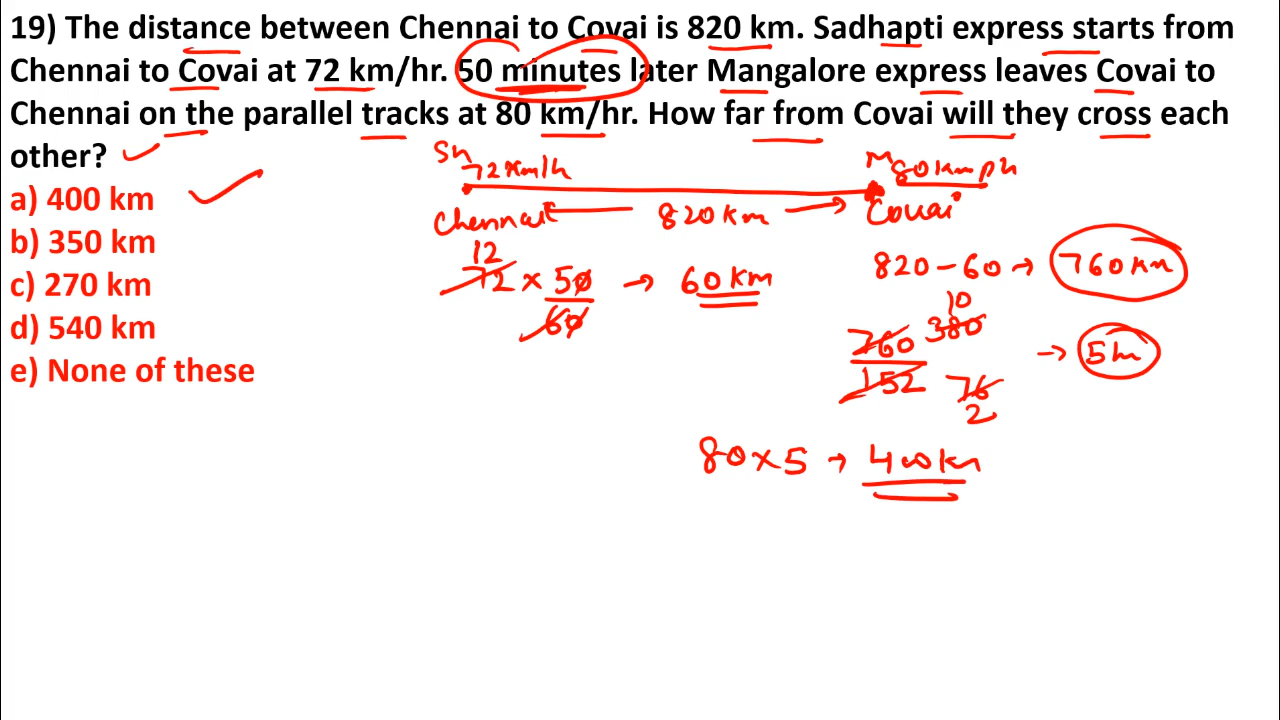 19) The distance between Chennai to Covai is 820 km. Sadhapti express starts from
Chennai to Covai at 72 km/hr. 50 minutes later Mangalore express leaves Covai to
Chennai on the parallel tracks at 80 km/hr. How far from Covai will they cross each
other?
a) 400 km
b) 350 km
c) 270 km
d) 540 km
e) None of these
Sh M
72 Km/h 80 kmph
Chennai 820 Km Covai
12
72 × 50 → 60 km
60
820 - 60 → 760 km
10
760 380
152 76 → 5 hr
2
80 × 5 → 400 km